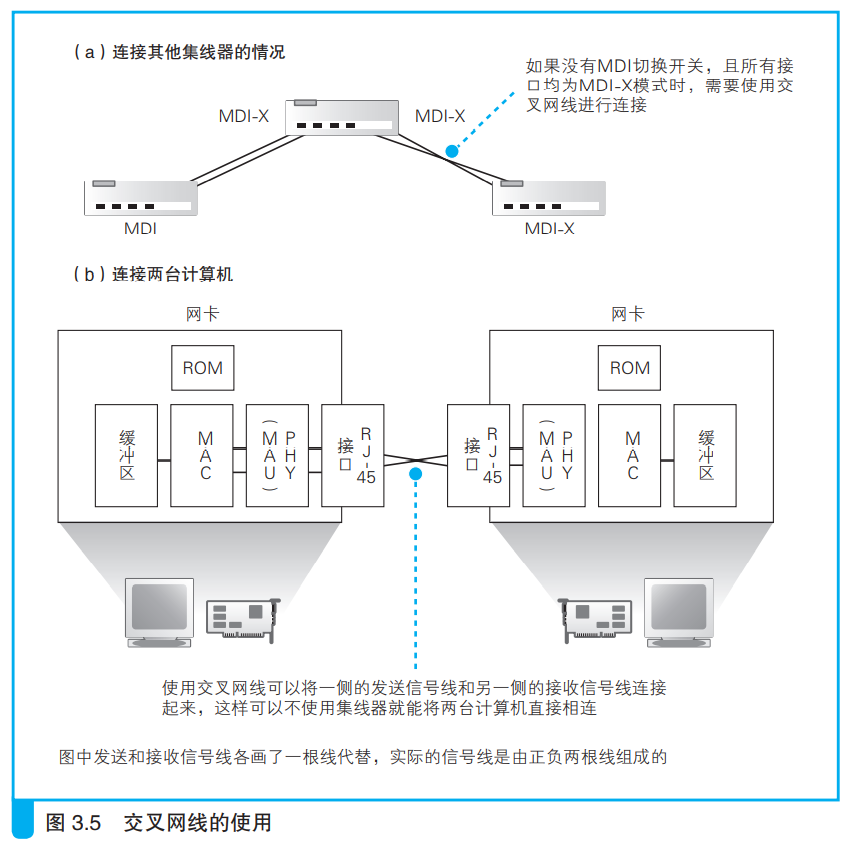 （a）连接其他集线器的情况
如果没有MDI切换开关，且所有接
口均为MDI-X模式时，需要使用交
叉网线进行连接
MDI-X
MDI-X
MDI
MDI-X
（b）连接两台计算机
网卡
网卡
ROM
ROM
缓冲区
MAC
PHY
（MAU）
RJ-45
接口
RJ-45
接口
PHY
（MAU）
MAC
缓冲区
使用交叉网线可以将一侧的发送信号线和另一侧的接收信号线连接
起来，这样可以不使用集线器就能将两台计算机直接相连
图中发送和接收信号线各画了一根线代替，实际的信号线是由正负两根线组成的
图 3.5 交叉网线的使用